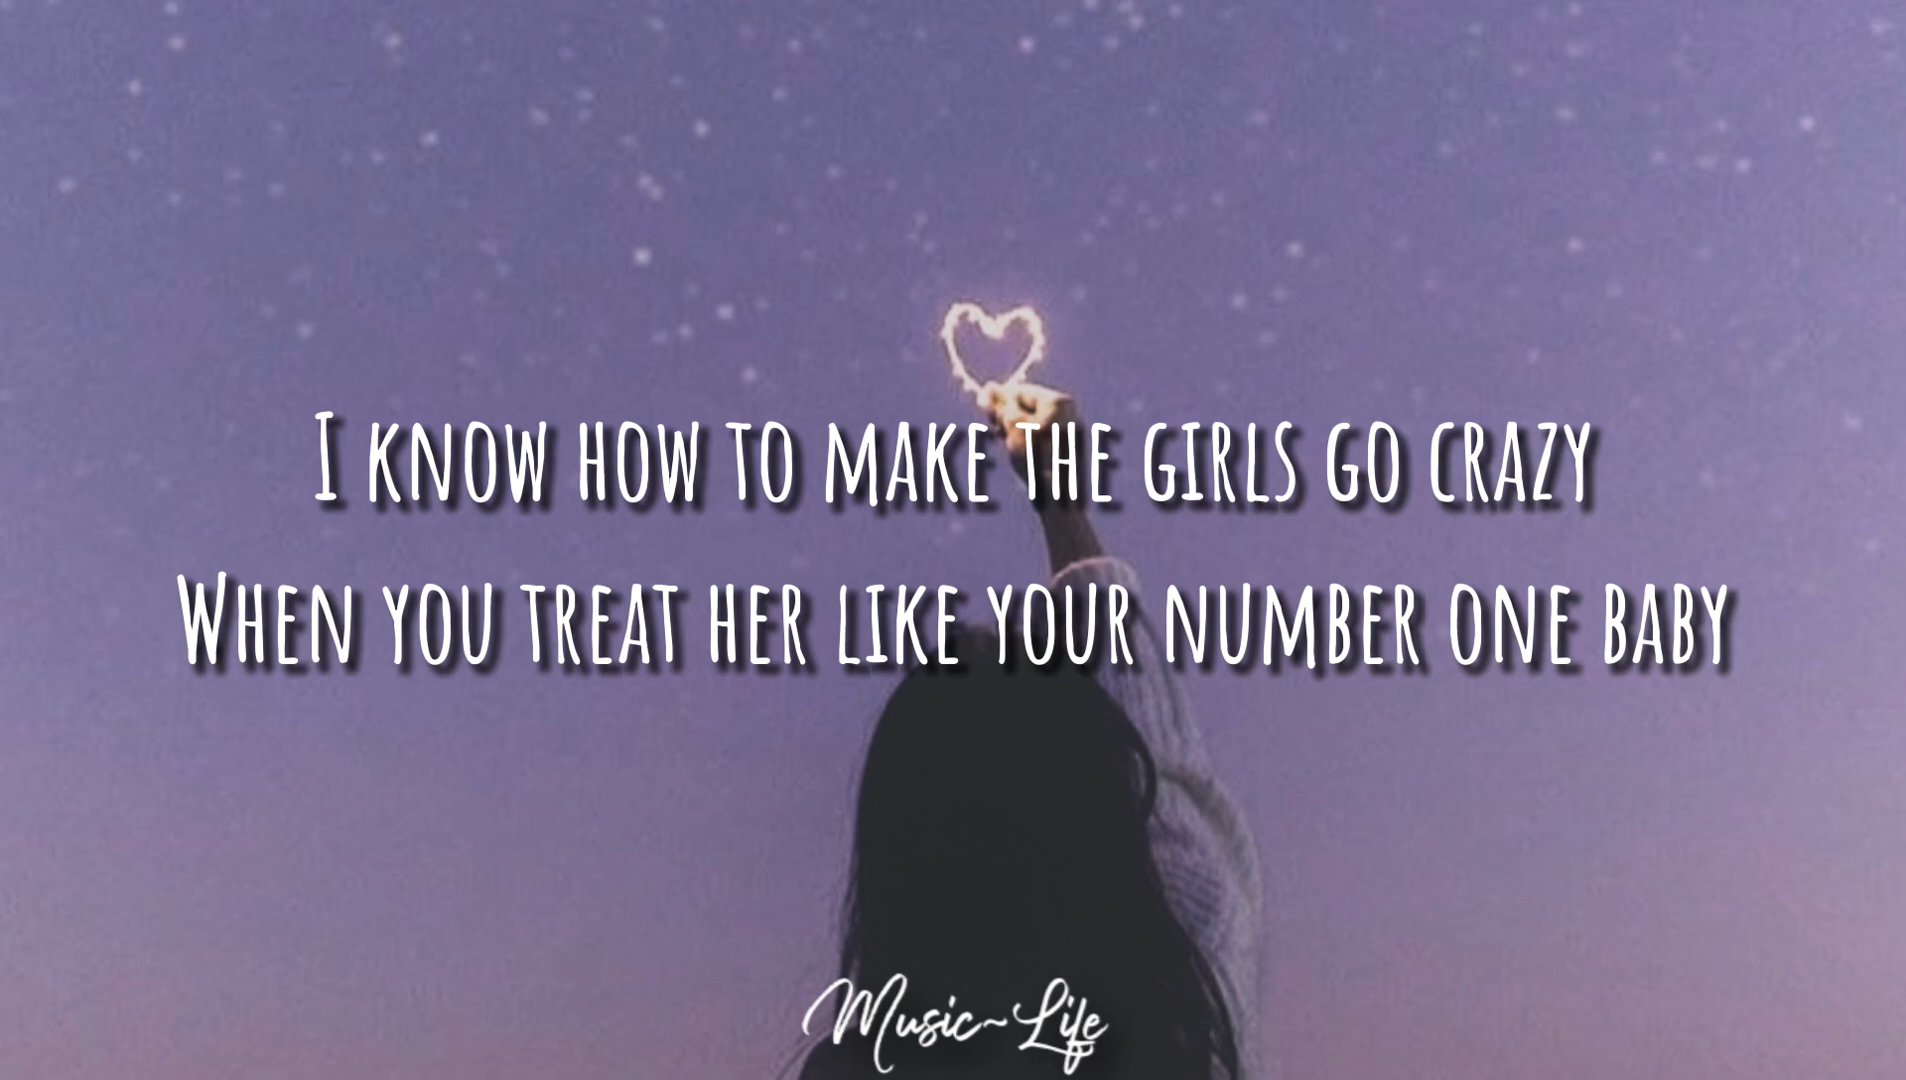 I know how to make the girls go crazy
When you treat her like your number one baby
Music~Life